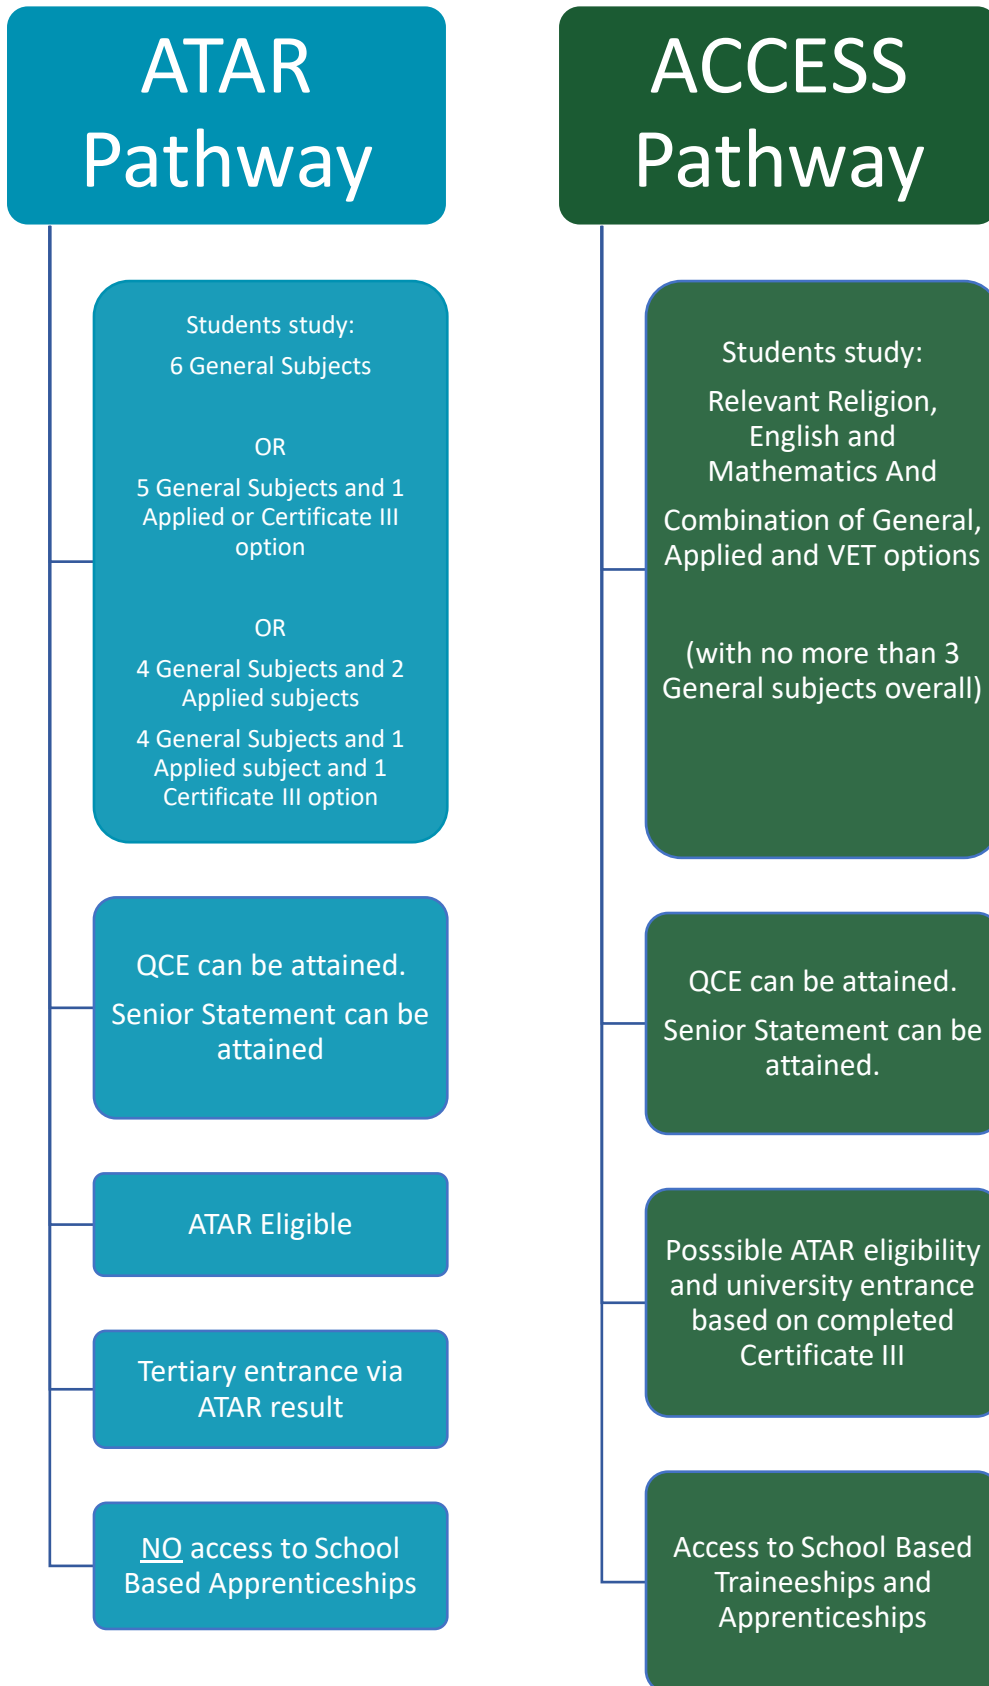 ATAR
Pathway
Students study:
6 General Subjects
OR
5 General Subjects and 1
Applied or Certificate III
option
OR
4 General Subjects and 2
Applied subjects
4 General Subjects and 1
Applied subject and 1
Certificate III option
QCE can be attained.
Senior Statement can be
attained
ATAR Eligible
Tertiary entrance via
ATAR result
NO access to School
Based Apprenticeships
ACCESS
Pathway
Students study:
Relevant Religion,
English and
Mathematics And
Combination of General,
Applied and VET options
(with no more than 3
General subjects overall)
QCE can be attained.
Senior Statement can be
attained.
Posssible ATAR eligibility
and university entrance
based on completed
Certificate III
Access to School Based
Traineeships and
Apprenticeships